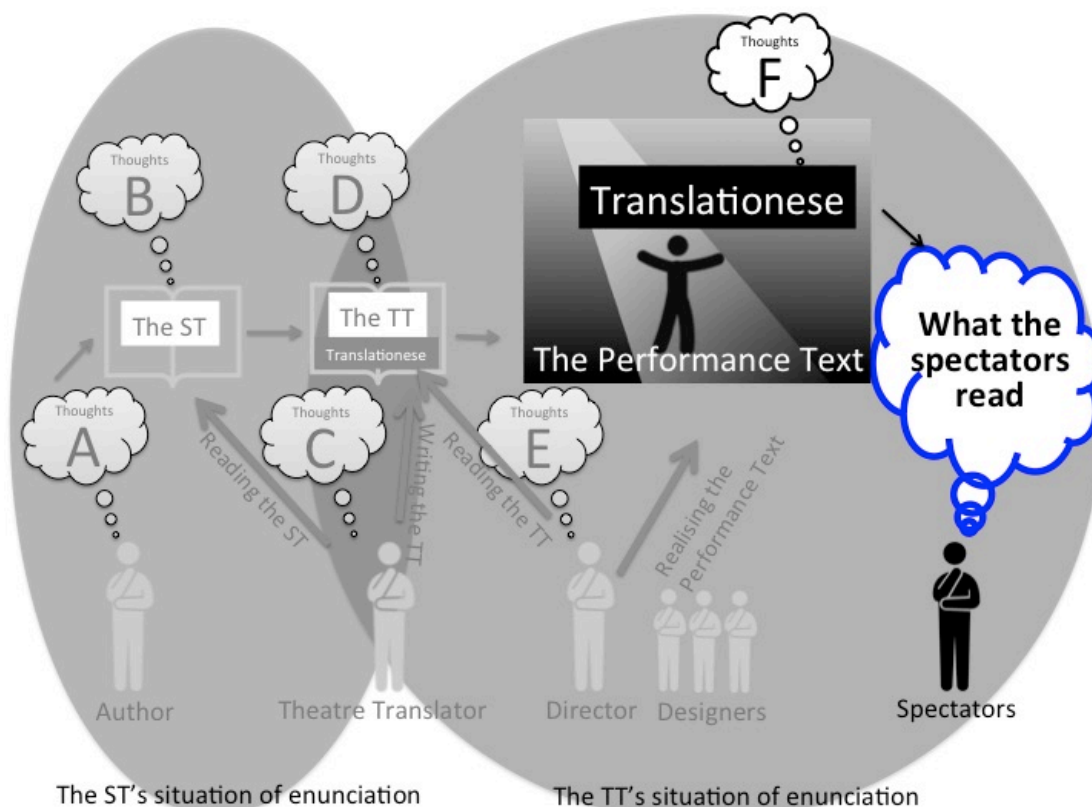 Thoughts
F
Thoughts
B
Thoughts
D
Translationese
The ST
The TT
Translationese
The Performance Text
What the
spectators
read
Thoughts
A
Thoughts
C
Thoughts
E
Reading the ST
Writing the TT
Reading the TT
Realising the
Performance Text
Author
Theatre Translator
Director
Designers
Spectators
The ST's situation of enunciation
The TT's situation of enunciation